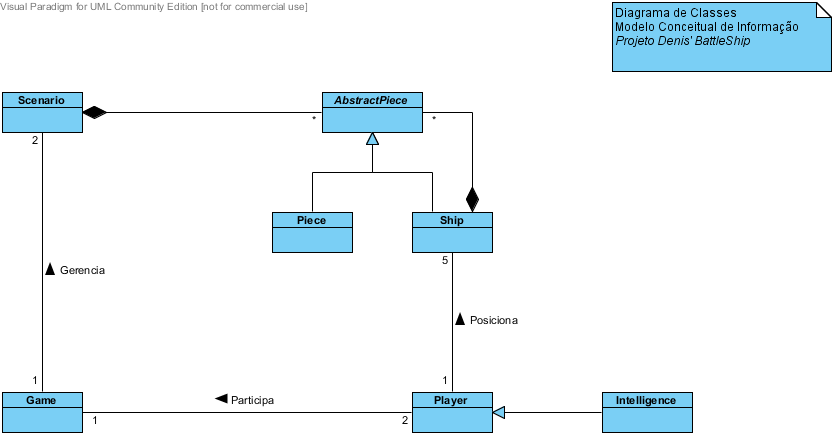 Visual Paradigm for UML Community Edition [not for commercial use]
Diagrama de Classes
Modelo Conceitual de Informação
Projeto Denis' BattleShip
Scenario
AbstractPiece
*
*
2
Piece
Ship
5
Gerencia
Posiciona
1
1
Game
Participa
Player
Intelligence
1
2